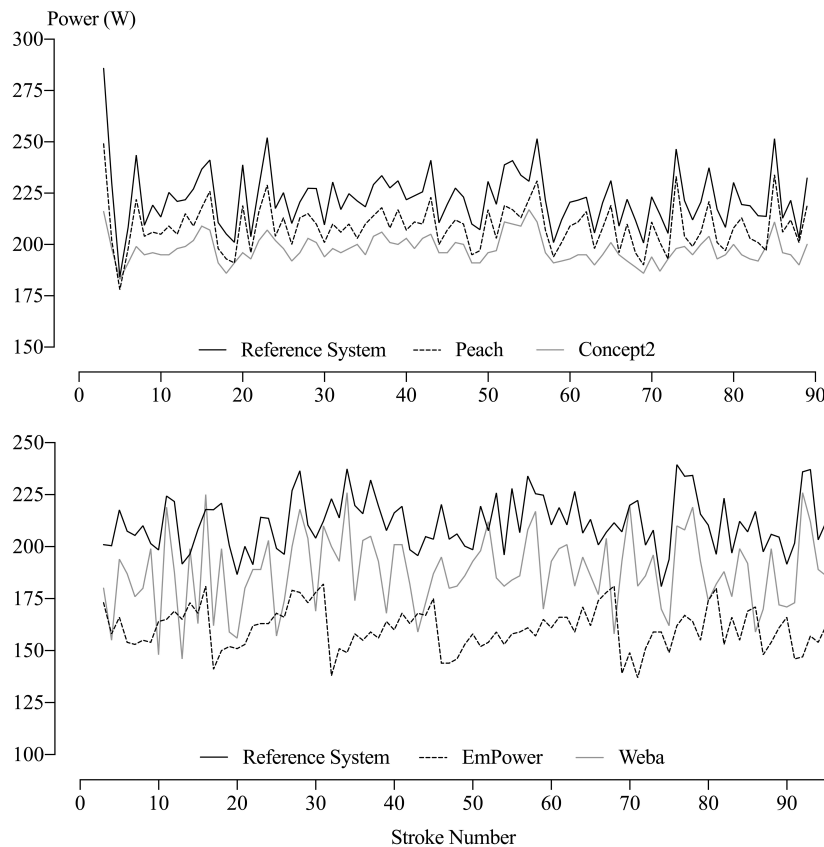 Power (W)
300
275
250
225
200
175
150
Reference System Peach Concept2
0 10 20 30 40 50 60 70 80 90
250
225
200
175
150
125
100
Reference System EmPower Weba
0 10 20 30 40 50 60 70 80 90
Stroke Number